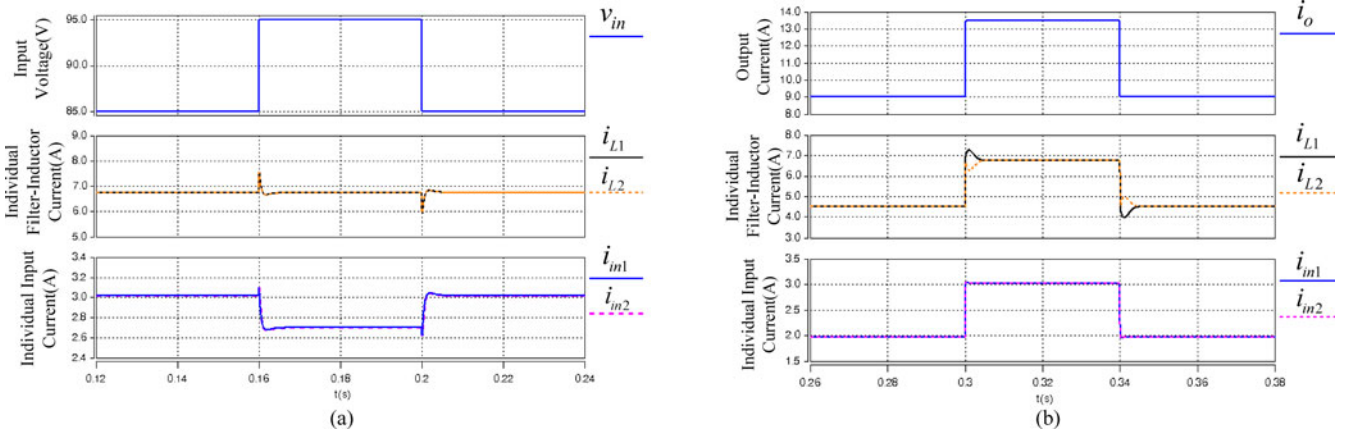 Input Voltage(V)
95.0
90.0
85.0
v_in
Individual Filter-Inductor Current(A)
9.0
8.0
7.0
6.0
5.0
i_L1
i_L2
Individual Input Current(A)
3.4
3.2
3.0
2.8
2.6
2.4
i_in1
i_in2
0.12 0.14 0.16 0.18 0.2 0.22 0.24
t(s)
(a)
Output Current(A)
14.0
13.0
12.0
11.0
10.0
9.0
8.0
i_o
Individual Filter-Inductor Current(A)
8.0
7.0
6.0
5.0
4.0
3.0
i_L1
i_L2
Individual Input Current(A)
3.5
3.0
2.5
2.0
1.5
i_in1
i_in2
0.26 0.28 0.3 0.32 0.34 0.36 0.38
t(s)
(b)